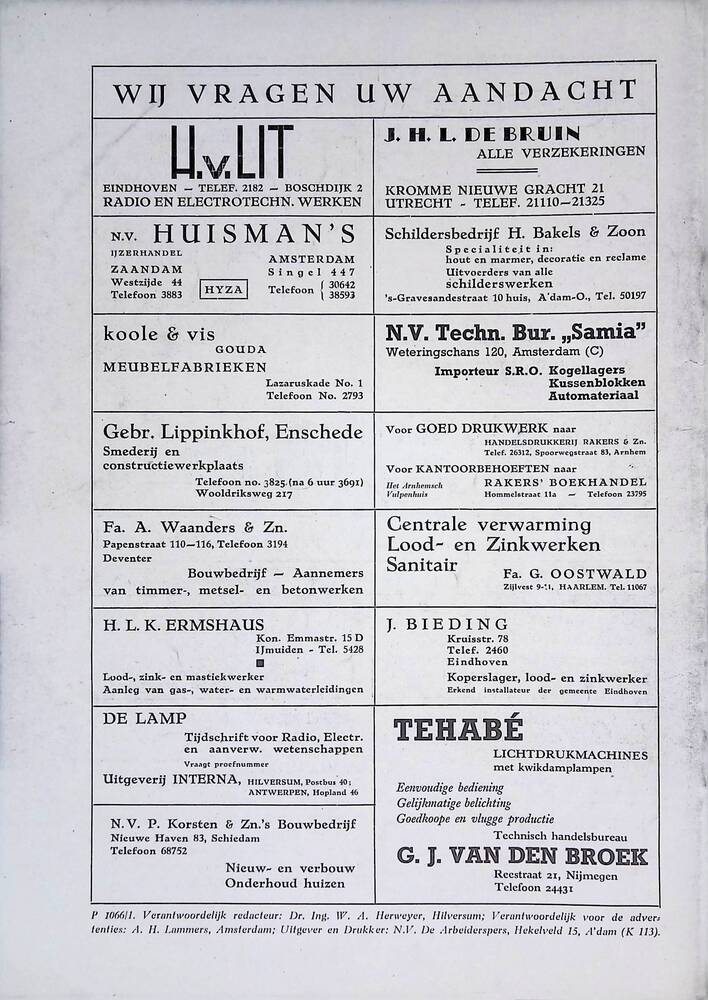 WIJ VRAGEN UW AANDACHT
H.v.LIT
EINDHOVEN — TELEF. 2182 — BOSCHDIJK 2
RADIO EN ELECTROTECHN. WERKEN
J. H. L. DE BRUIN
ALLE VERZEKERINGEN
KROMME NIEUWE GRACHT 21
UTRECHT - TELEF. 21110—21325
N.V. HUISMAN'S
IJZERHANDEL
ZAANDAM
Westzijde 44
Telefoon 3883
HYZA
AMSTERDAM
Singel 447
Telefoon { 30642
38593
Schildersbedrijf H. Bakels & Zoon
Specialiteit in:
hout en marmer, decoratie en reclame
Uitvoerders van alle
schilderswerken
's-Gravesandestraat 10 huis, A'dam-O., Tel. 50197
koole & vis
GOUDA
MEUBELFABRIEKEN
Lazaruskade No. 1
Telefoon No. 2793
N.V. Techn. Bur. „Samia”
Weteringschans 120, Amsterdam (C)
Importeur S.R.O. Kogellagers
Kussenblokken
Automateriaal
Gebr. Lippinkhof, Enschede
Smederij en
constructiewerkplaats
Telefoon no. 3825.(na 6 uur 3691)
Wooldriksweg 217
Voor GOED DRUKWERK naar
HANDELSDRUKKERIJ RAKERS & Zn.
Telef. 26312, Spoorwegstraat 83, Arnhem
Voor KANTOORBEHOEFTEN naar
Het Arnhemsch RAKERS' BOEKHANDEL
Vulpenhuis Hommelstraat 11a — Telefoon 23795
Fa. A. Waanders & Zn.
Papenstraat 110—116, Telefoon 3194
Deventer
Bouwbedrijf — Aannemers
van timmer-, metsel- en betonwerken
Centrale verwarming
Lood- en Zinkwerken
Sanitair
Fa. G. OOSTWALD
Zijlvest 9-11, HAARLEM. Tel. 11067
H. L. K. ERMSHAUS
Kon. Emmastr. 15 D
IJmuiden - Tel. 5428
Lood-, zink- en mastiekwerker
Aanleg van gas-, water- en warmwaterleidingen
J. BIEDING
Kruisstr. 78
Telef. 2460
Eindhoven
Koperslager, lood- en zinkwerker
Erkend installateur der gemeente Eindhoven
DE LAMP
Tijdschrift voor Radio, Electr.
en aanverw. wetenschappen
Vraagt proefnummer
Uitgeverij INTERNA, HILVERSUM, Postbus 40;
ANTWERPEN, Hopland 46
N.V. P. Korsten & Zn.'s Bouwbedrijf
Nieuwe Haven 83, Schiedam
Telefoon 68752
Nieuw- en verbouw
Onderhoud huizen
TEHABÉ
LICHTDRUKMACHINES
met kwikdamplampen
Eenvoudige bediening
Gelijkmatige belichting
Goedkoope en vlugge productie
Technisch handelsbureau
G. J. VAN DEN BROEK
Reestraat 21, Nijmegen
Telefoon 24431
P 1066/1. Verantwoordelijk redacteur: Dr. Ing. W. A. Herweyer, Hilversum; Verantwoordelijk voor de adver-
tenties: A. H. Lammers, Amsterdam; Uitgever en Drukker: N.V. De Arbeiderspers, Hekelveld 15, A'dam (K 113).